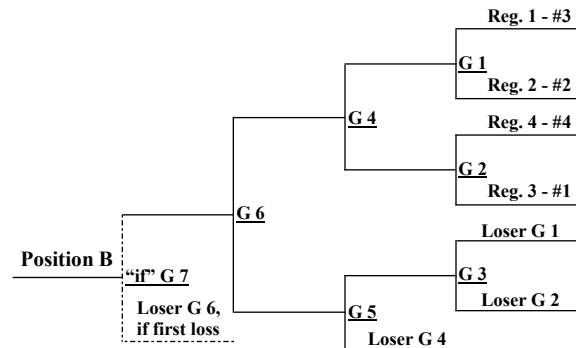 Reg. 1 - #3
G 1
Reg. 2 - #2
G 4
Reg. 4 - #4
G 2
Reg. 3 - #1
G 6
Loser G 1
Position B
“if” G 7
G 3
Loser G 6,
if first loss
G 5
Loser G 2
Loser G 4